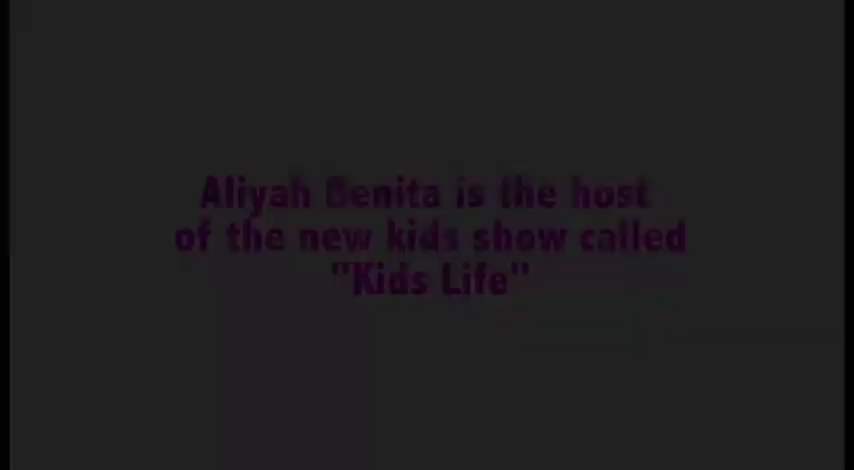 Aliyah Benita is the host
of the new kids show called
"Kids Life"